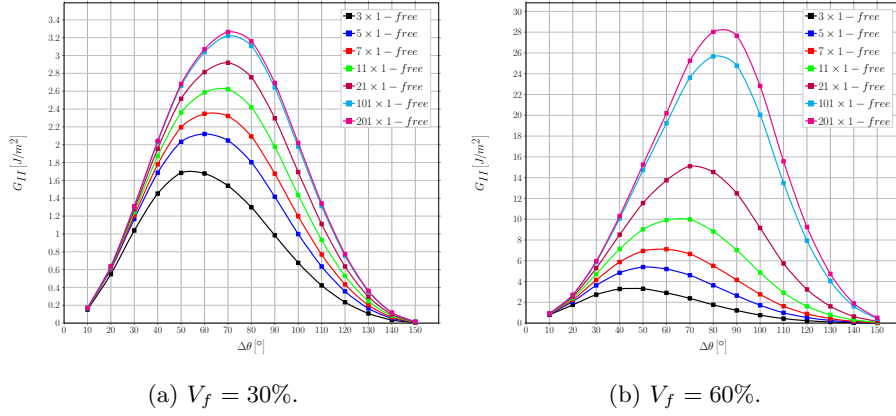 3.4
3.2
3
2.8
2.6
2.4
2.2
2
1.8
1.6
1.4
1.2
1
0.8
0.6
0.4
0.2
0
G_{II} [J/m^2]
0 10 20 30 40 50 60 70 80 90 100 110 120 130 140 150
Δθ [°]
3 × 1 − free
5 × 1 − free
7 × 1 − free
11 × 1 − free
21 × 1 − free
101 × 1 − free
201 × 1 − free
(a) V_f = 30%.
30
28
26
24
22
20
18
16
14
12
10
8
6
4
2
0
G_{II} [J/m^2]
0 10 20 30 40 50 60 70 80 90 100 110 120 130 140 150
Δθ [°]
3 × 1 − free
5 × 1 − free
7 × 1 − free
11 × 1 − free
21 × 1 − free
101 × 1 − free
201 × 1 − free
(b) V_f = 60%.